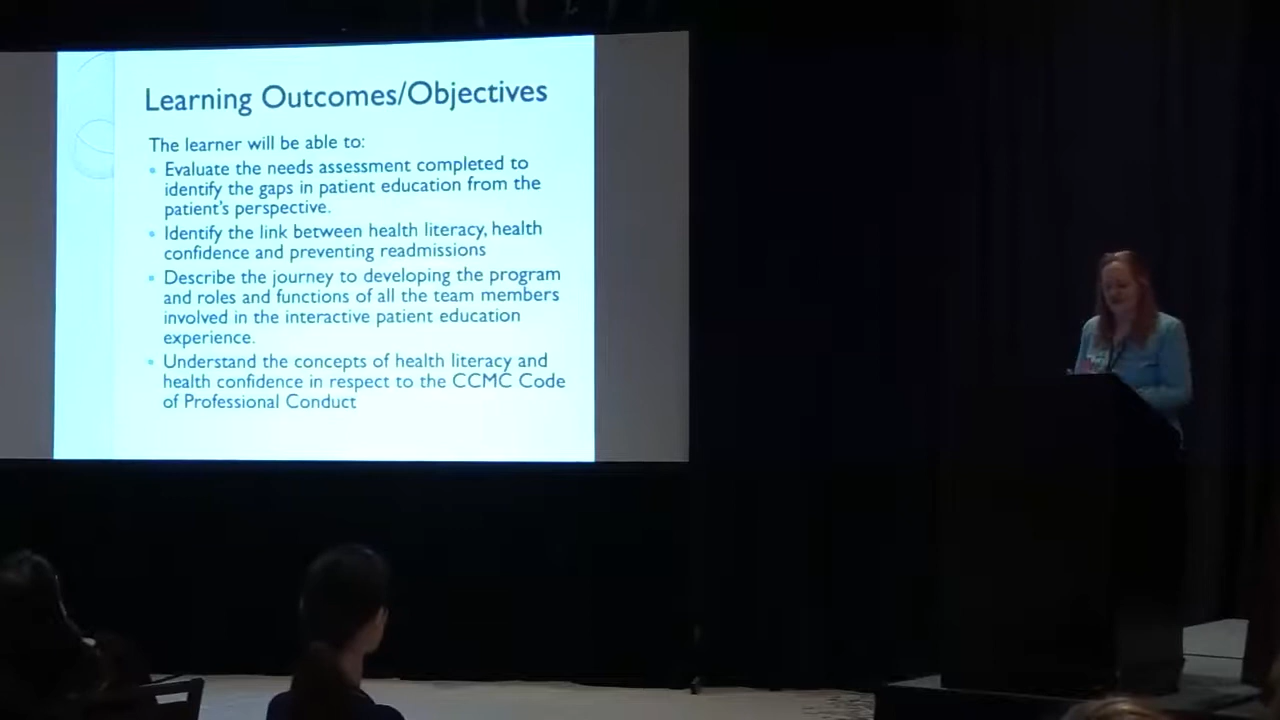 Learning Outcomes/Objectives
The learner will be able to:
Evaluate the needs assessment completed to
identify the gaps in patient education from the
patient's perspective.
Identify the link between health literacy, health
confidence and preventing readmissions
Describe the journey to developing the program
and roles and functions of all the team members
involved in the interactive patient education
experience.
Understand the concepts of health literacy and
health confidence in respect to the CCMC Code
of Professional Conduct